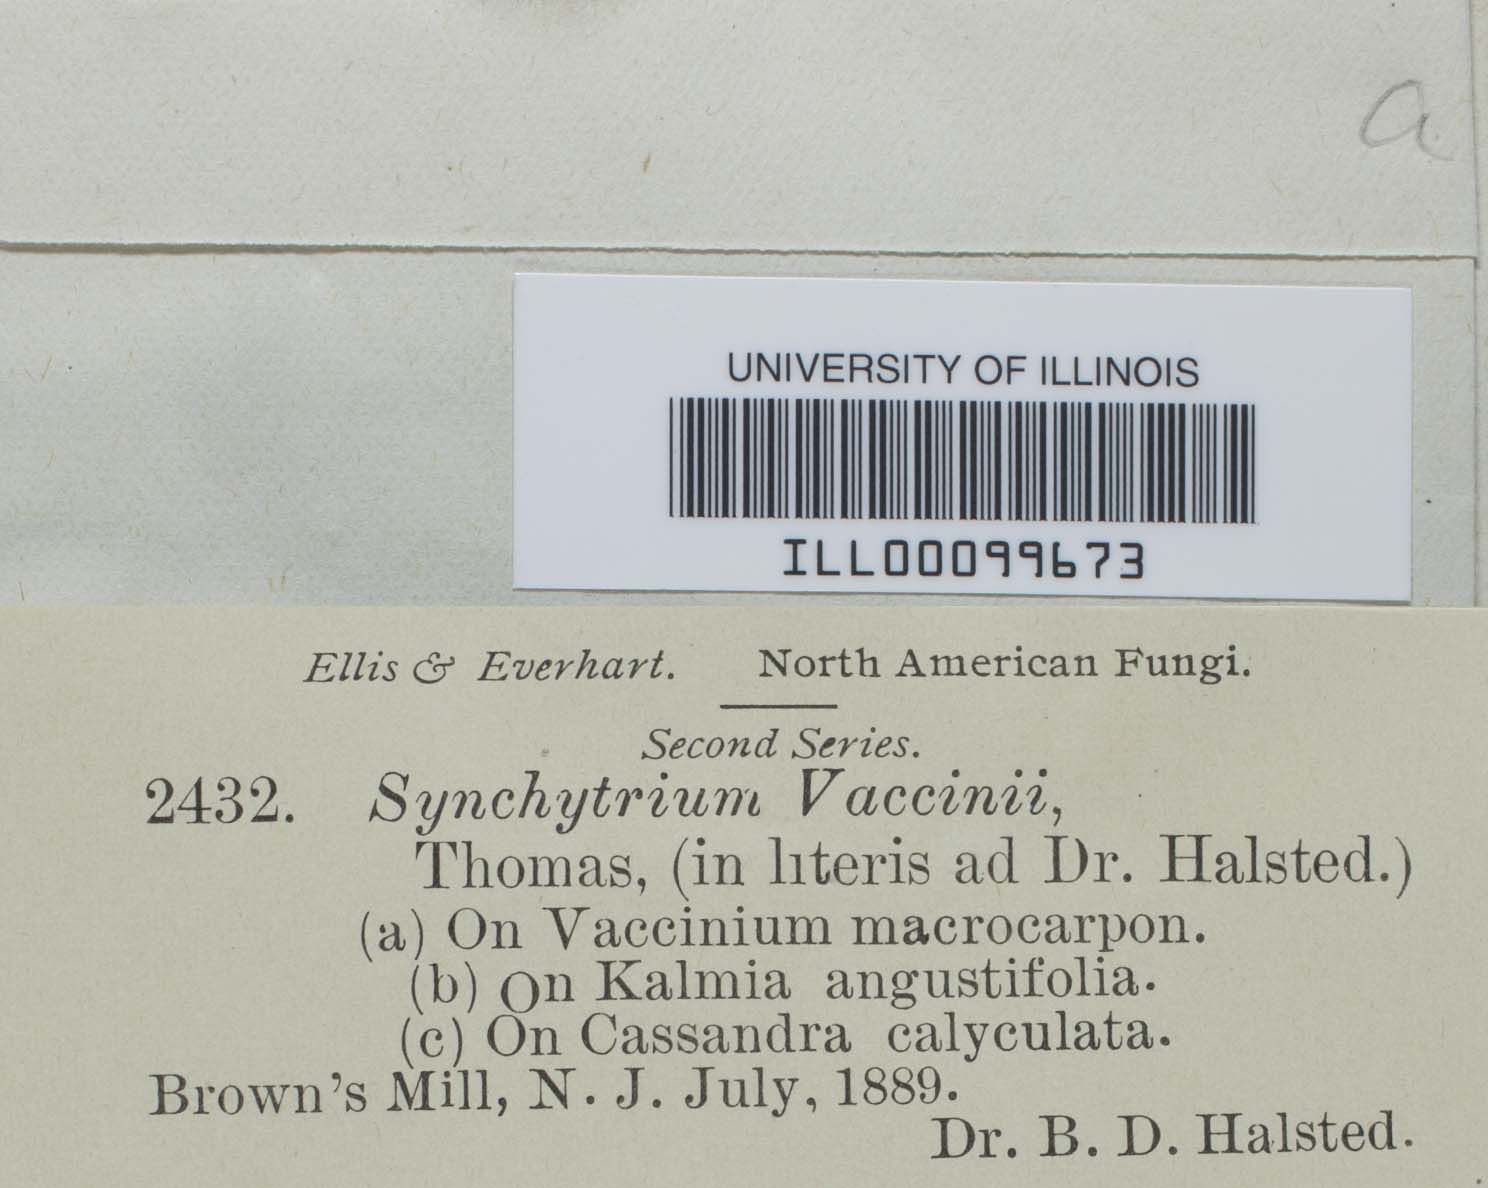 a
UNIVERSITY OF ILLINOIS
ILL00099673
Ellis & Everhart. North American Fungi.
Second Series.
2432. Synchytrium Vaccinii,
Thomas, (in literis ad Dr. Halsted.)
(a) On Vaccinium macrocarpon.
(b) On Kalmia angustifolia.
(c) On Cassandra calyculata.
Brown's Mill, N. J. July, 1889.
Dr. B. D. Halsted.